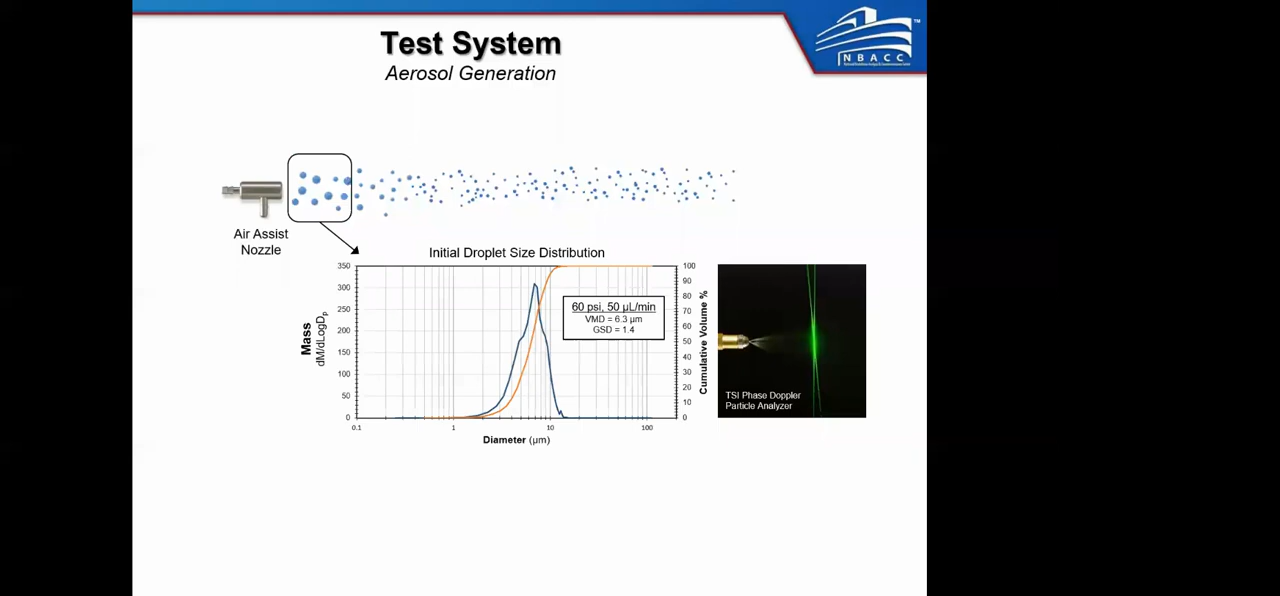 Test System
Aerosol Generation
NBACC
TM
Air Assist
Nozzle
Initial Droplet Size Distribution
350
300
250
200
150
100
50
0
Mass
dM/dLogDp
60 psi, 50 µL/min
VMD = 6.3 µm
GSD = 1.4
100
90
80
70
60
50
40
30
20
10
0
Cumulative Volume %
0.1 1 10 100
Diameter (µm)
TSI Phase Doppler
Particle Analyzer